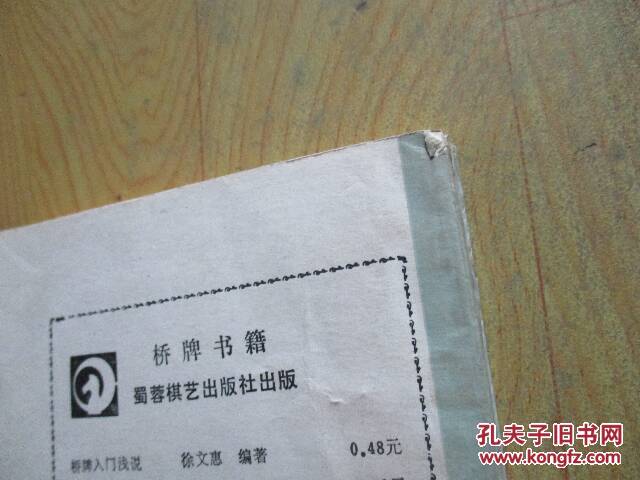 桥牌书籍
蜀蓉棋艺出版社出版
桥牌入门浅说 徐文惠 编著 0.48元
孔夫子旧书网
www.kongfz.com